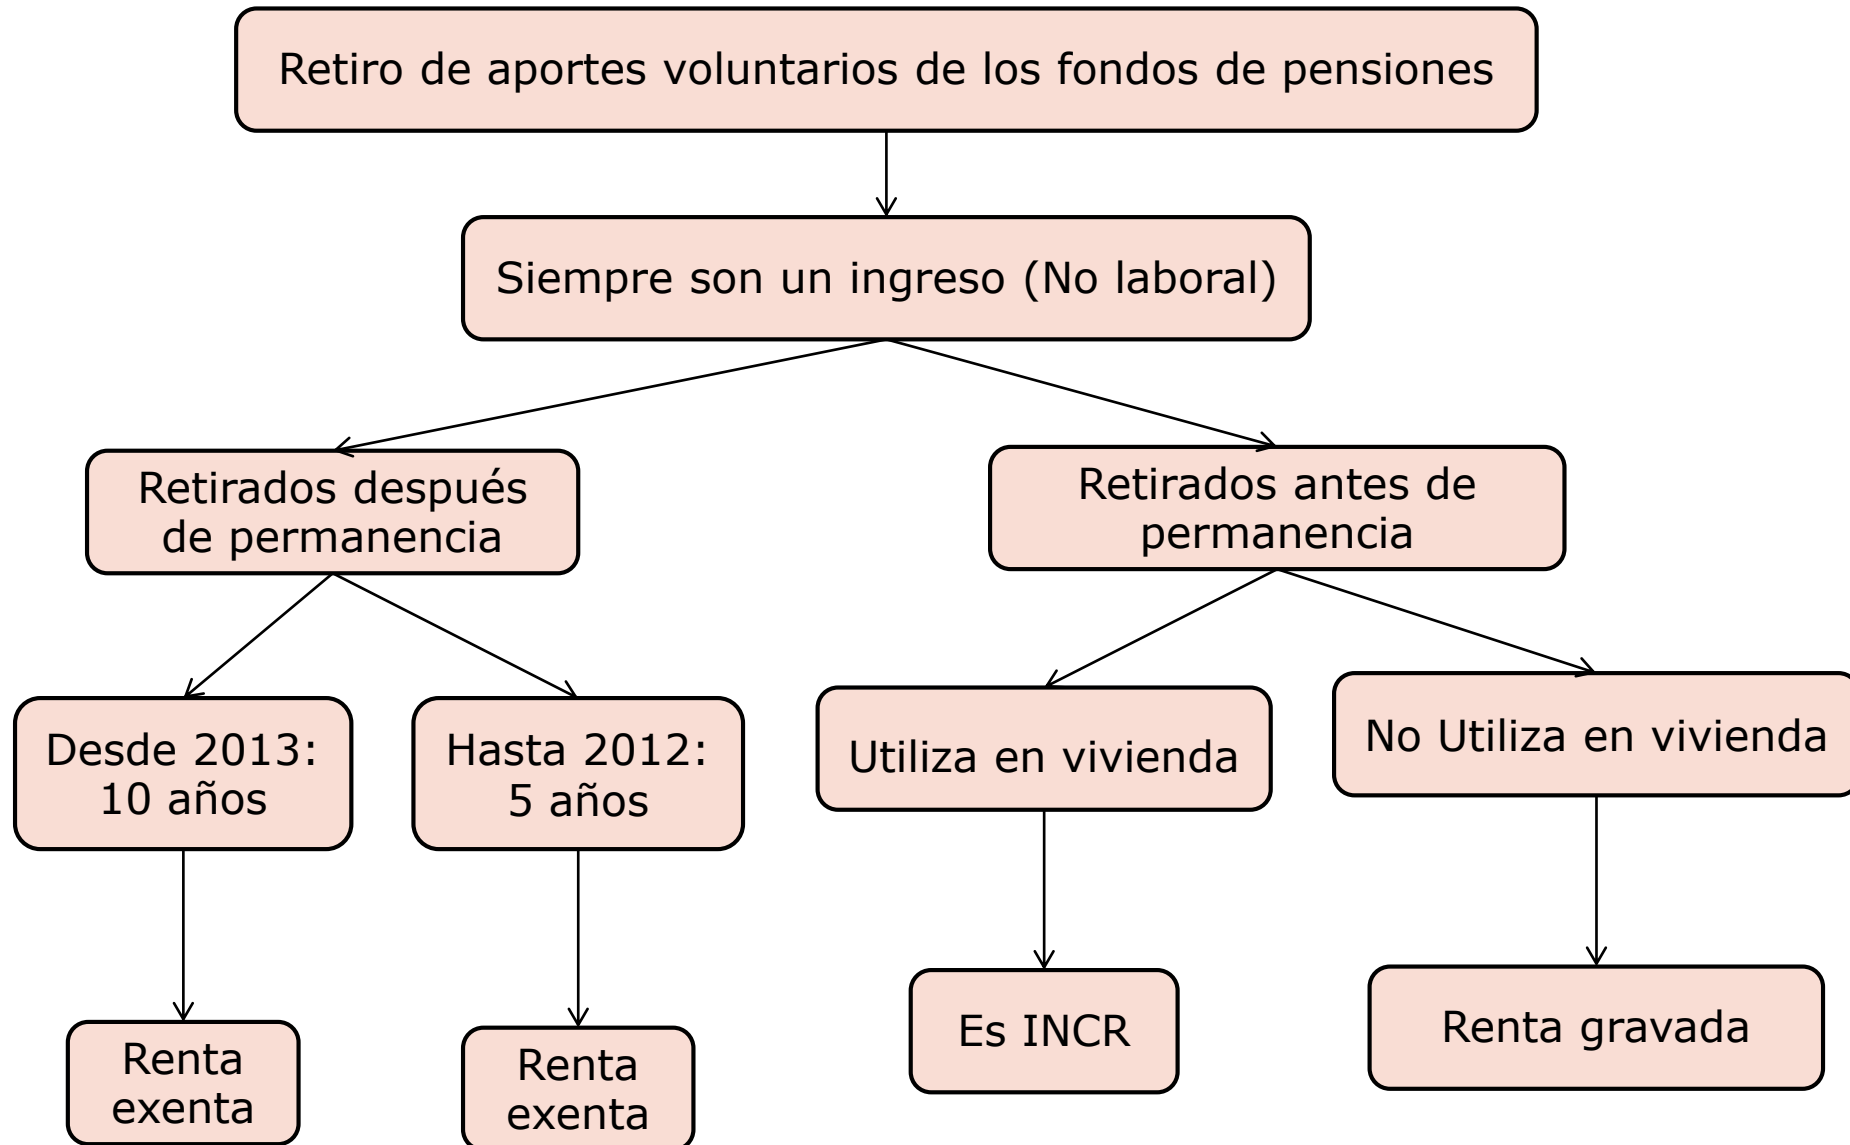 Retiro de aportes voluntarios de los fondos de pensiones
Siempre son un ingreso (No laboral)
Retirados después
de permanencia
Retirados antes de
permanencia
Desde 2013:
10 años
Hasta 2012:
5 años
Utiliza en vivienda
No Utiliza en vivienda
Renta
exenta
Renta
exenta
Es INCR
Renta gravada